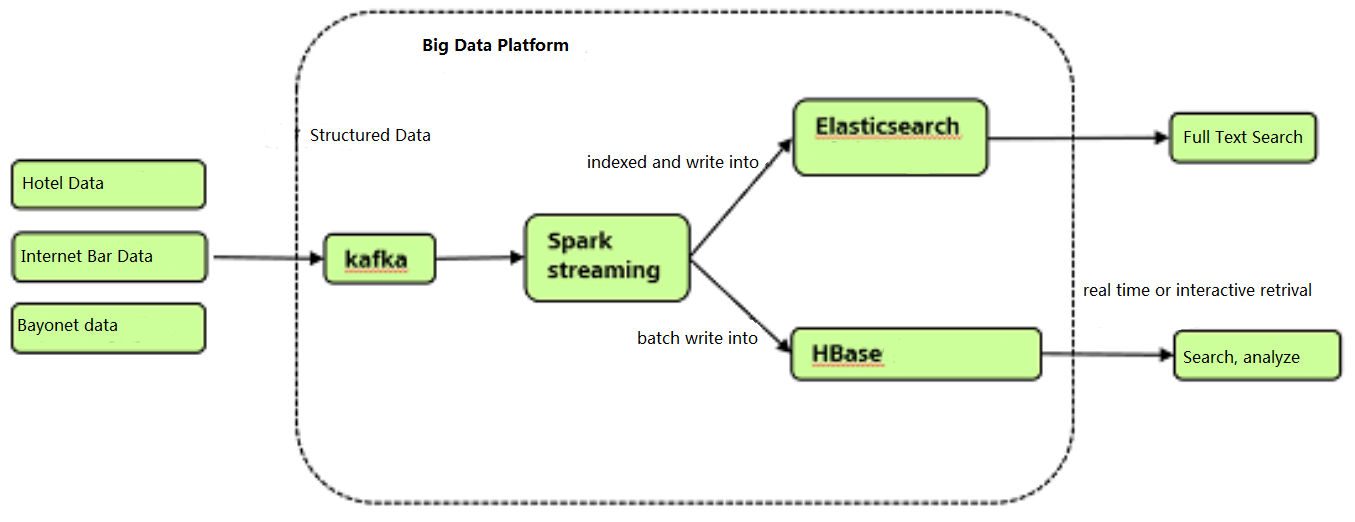 Big Data Platform
Structured Data
Hotel Data
Internet Bar Data
Bayonet data
kafka
Spark
streaming
indexed and write into
batch write into
Elasticsearch
HBase
Full Text Search
real time or interactive retrival
Search, analyze